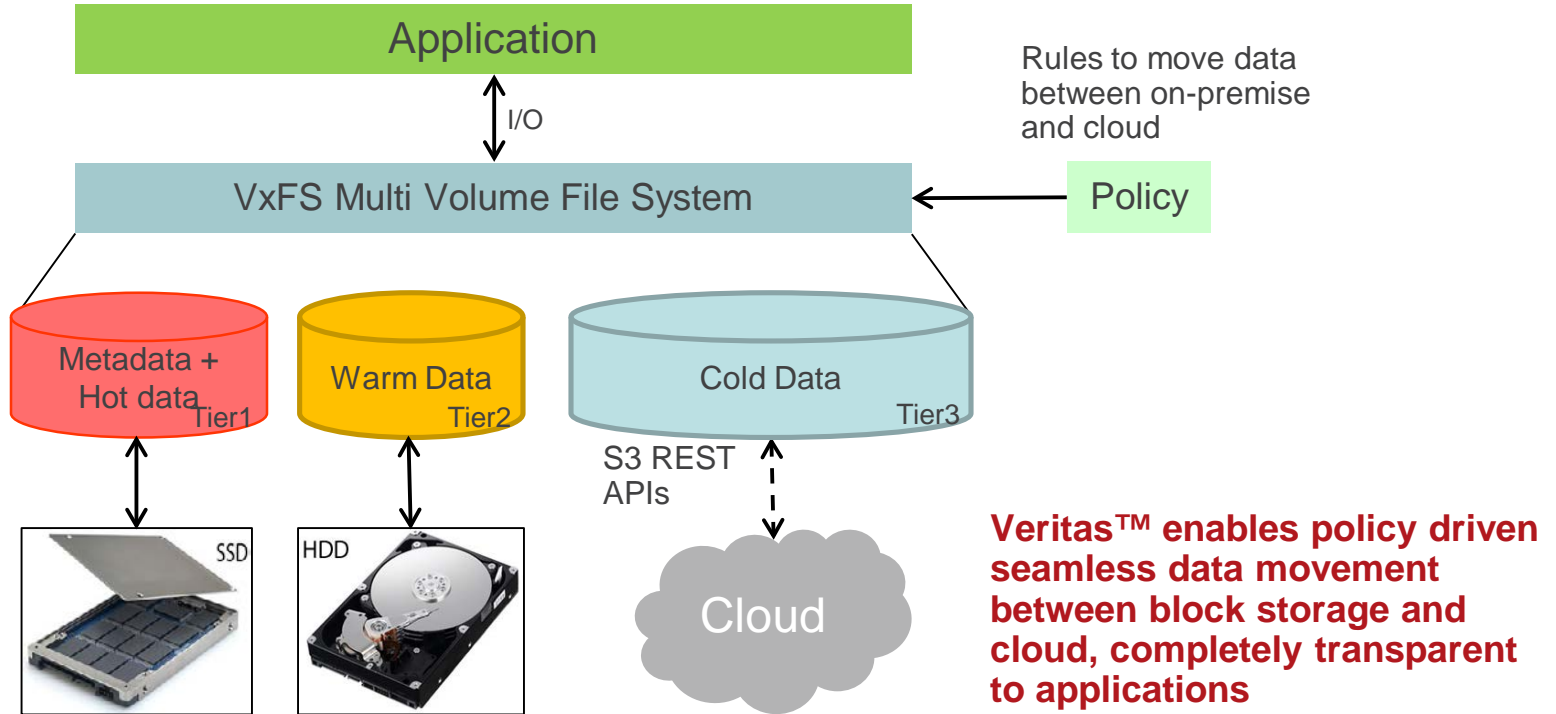 Application
Rules to move data
between on-premise
and cloud
I/O
VxFS Multi Volume File System
Policy
Metadata +
Hot data
Tier1
Warm Data
Tier2
Cold Data
Tier3
S3 REST
APIs
SSD
HDD
Cloud
Veritas™ enables policy driven
seamless data movement
between block storage and
cloud, completely transparent
to applications